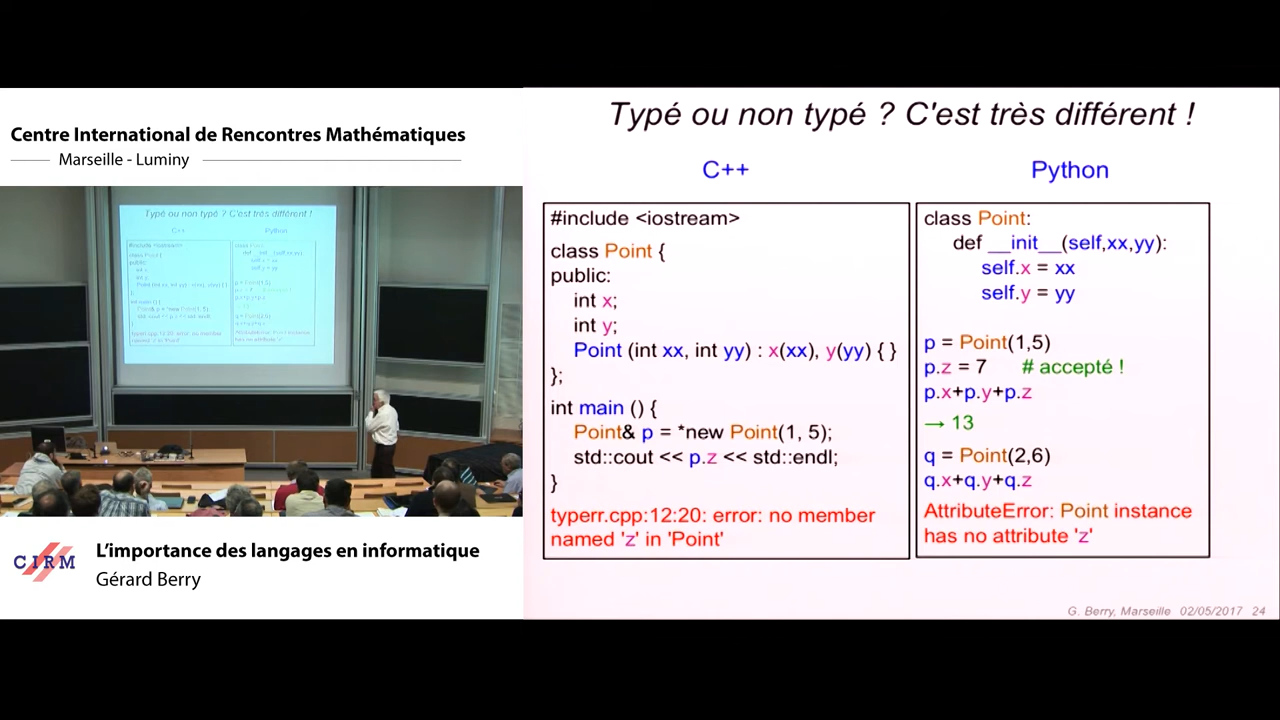 Centre International de Rencontres Mathématiques
Marseille - Luminy
Typé ou non typé ? C'est très différent !
C++
#include <iostream>
class Point {
public:
int x;
int y;
Point (int xx, int yy) : x(xx), y(yy) { }
};
int main () {
Point& p = *new Point(1, 5);
std::cout << p.z << std::endl;
}
typerr.cpp:12:20: error: no member
named 'z' in 'Point'
Python
class Point:
def __init__(self,xx,yy):
self.x = xx
self.y = yy
p = Point(1,5)
p.z = 7 # accepté !
p.x+p.y+p.z
→ 13
q = Point(2,6)
q.x+q.y+q.z
AttributeError: Point instance
has no attribute 'z'
G. Berry, Marseille 02/05/2017 24
CIRM
L'importance des langages en informatique
Gérard Berry